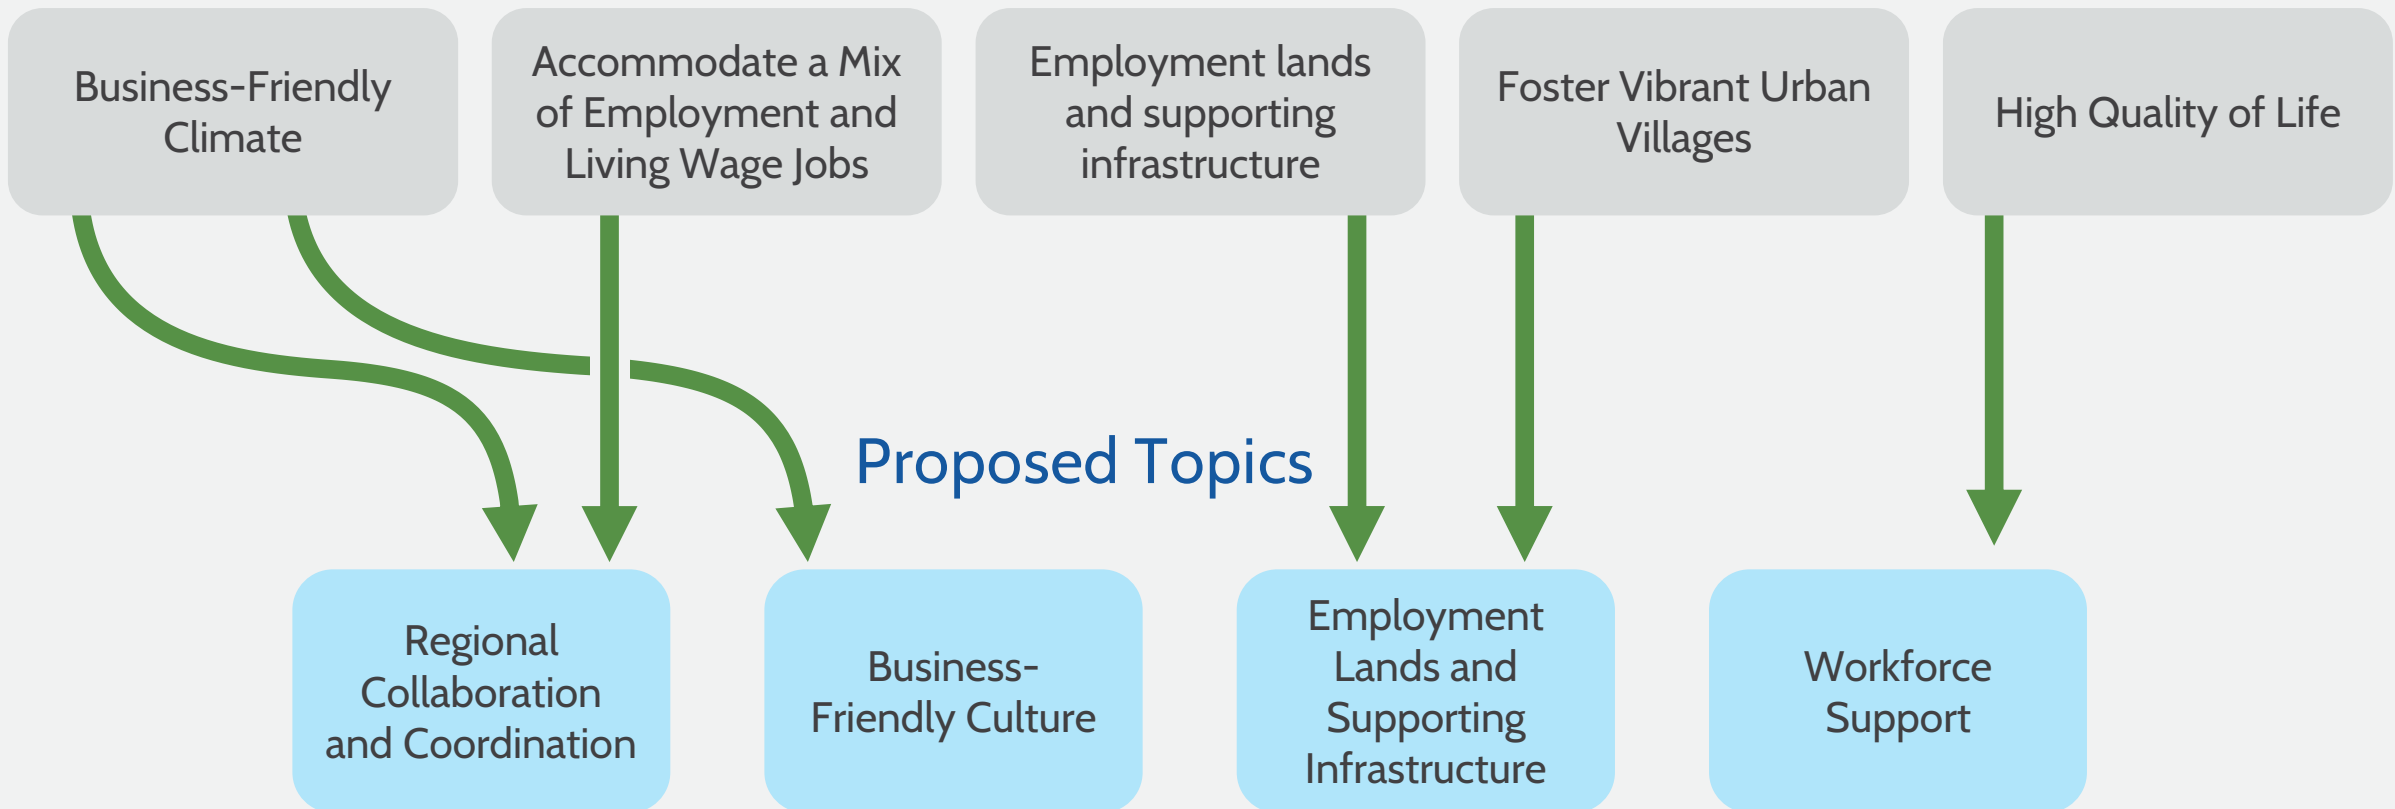 Business-Friendly
Climate
Accommodate a Mix
of Employment and
Living Wage Jobs
Employment lands
and supporting
infrastructure
Foster Vibrant Urban
Villages
High Quality of Life
Proposed Topics
Regional
Collaboration
and Coordination
Business-
Friendly Culture
Employment
Lands and
Supporting
Infrastructure
Workforce
Support